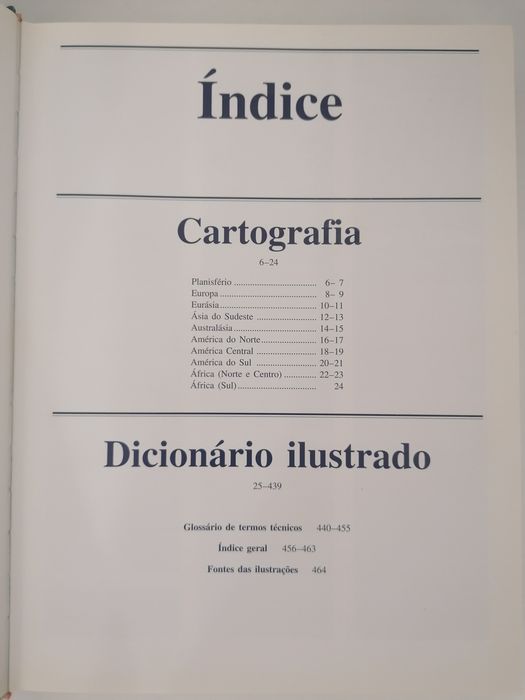 Índice
Cartografia
6–24
Planisfério ................................ 6– 7
Europa ..................................... 8– 9
Eurásia ..................................... 10–11
Ásia do Sudeste ....................... 12–13
Australásia ................................ 14–15
América do Norte ..................... 16–17
América Central ....................... 18–19
América do Sul ....................... 20–21
África (Norte e Centro) ............. 22–23
África (Sul) .............................. 24
Dicionário ilustrado
25–439
Glossário de termos técnicos 440–455
Índice geral 456–463
Fontes das ilustrações 464